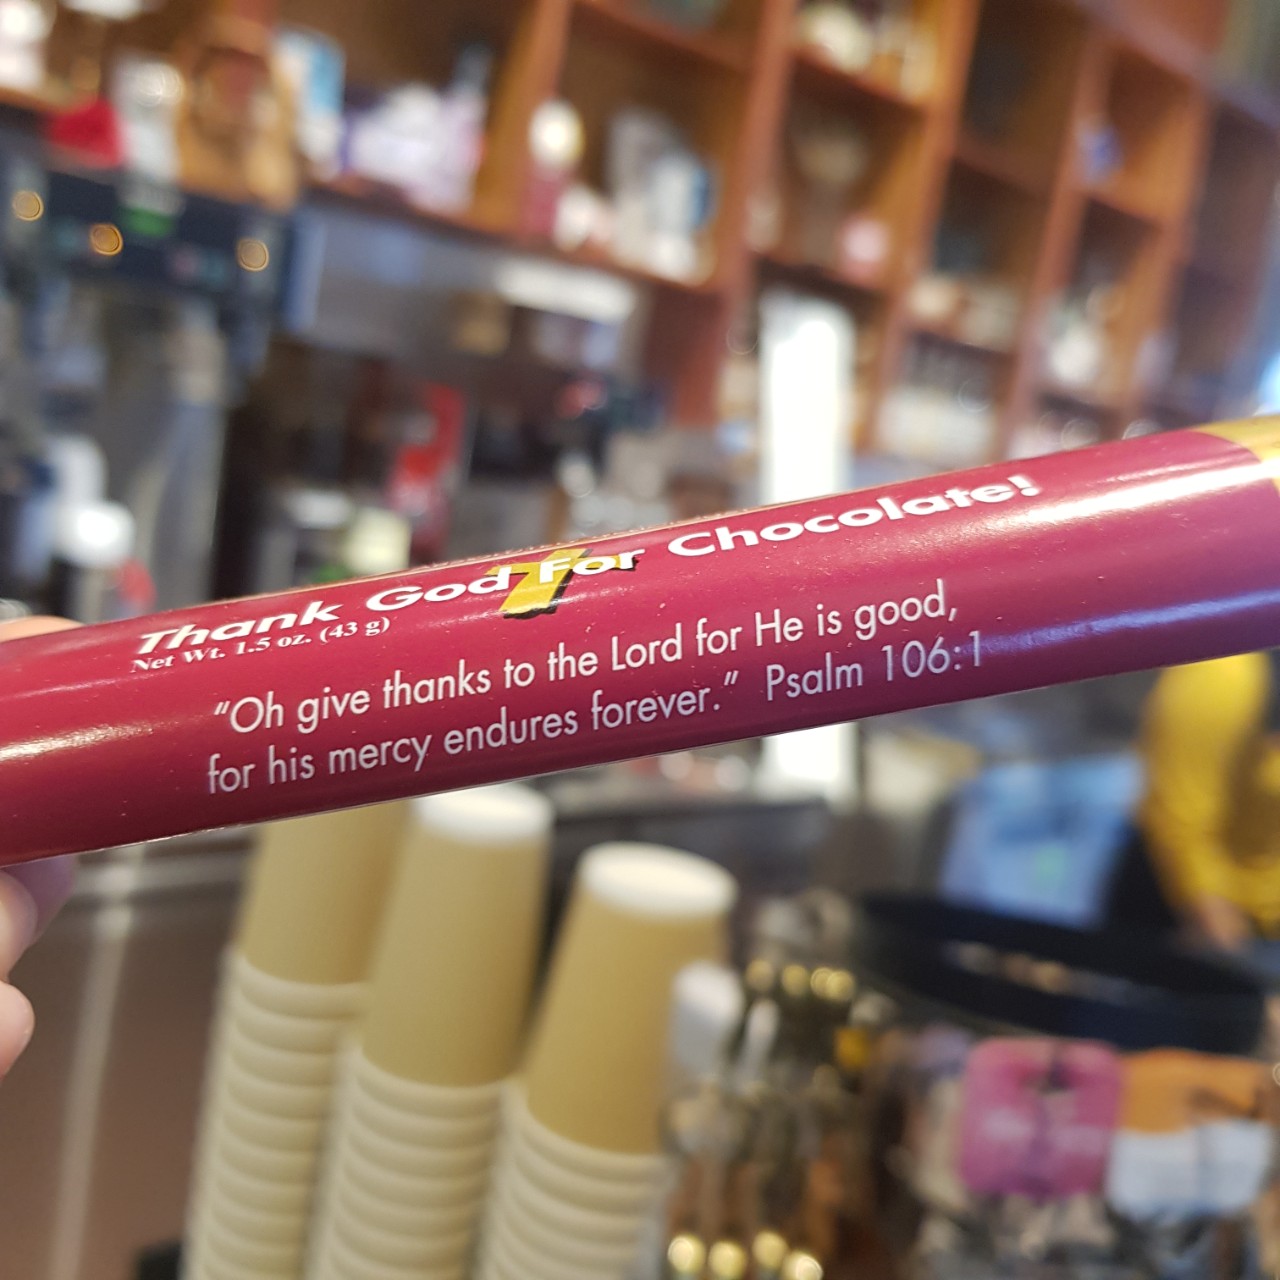 Thank God For Chocolate!
Net Wt. 1.5 oz. (43 g)
“Oh give thanks to the Lord for He is good,
for his mercy endures forever.” Psalm 106:1